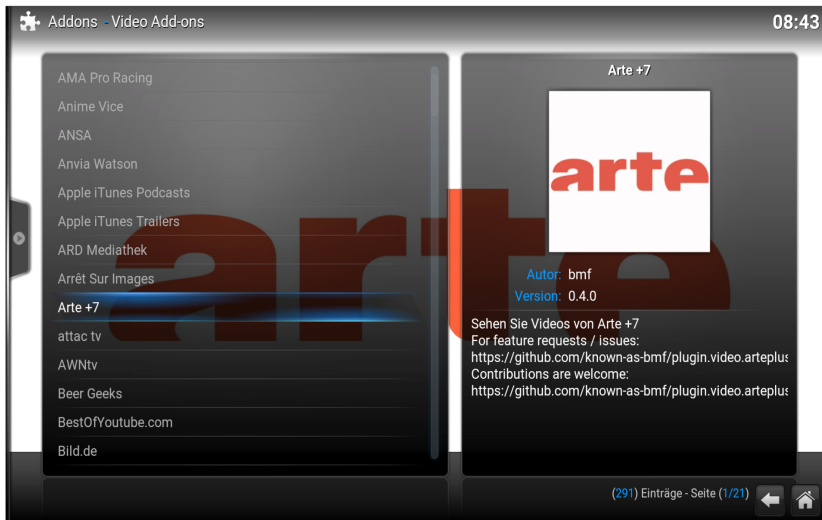 Addons - Video Add-ons
08:43
AMA Pro Racing
Anime Vice
ANSA
Anvia Watson
Apple iTunes Podcasts
Apple iTunes Trailers
ARD Mediathek
Arrêt Sur Images
Arte +7
attac tv
AWNtv
Beer Geeks
BestOfYoutube.com
Bild.de
arte
Arte +7
arte
Autor: bmf
Version: 0.4.0
Sehen Sie Videos von Arte +7
For feature requests / issues:
https://github.com/known-as-bmf/plugin.video.arteplus
Contributions are welcome:
https://github.com/known-as-bmf/plugin.video.arteplus
(291) Einträge - Seite (1/21)